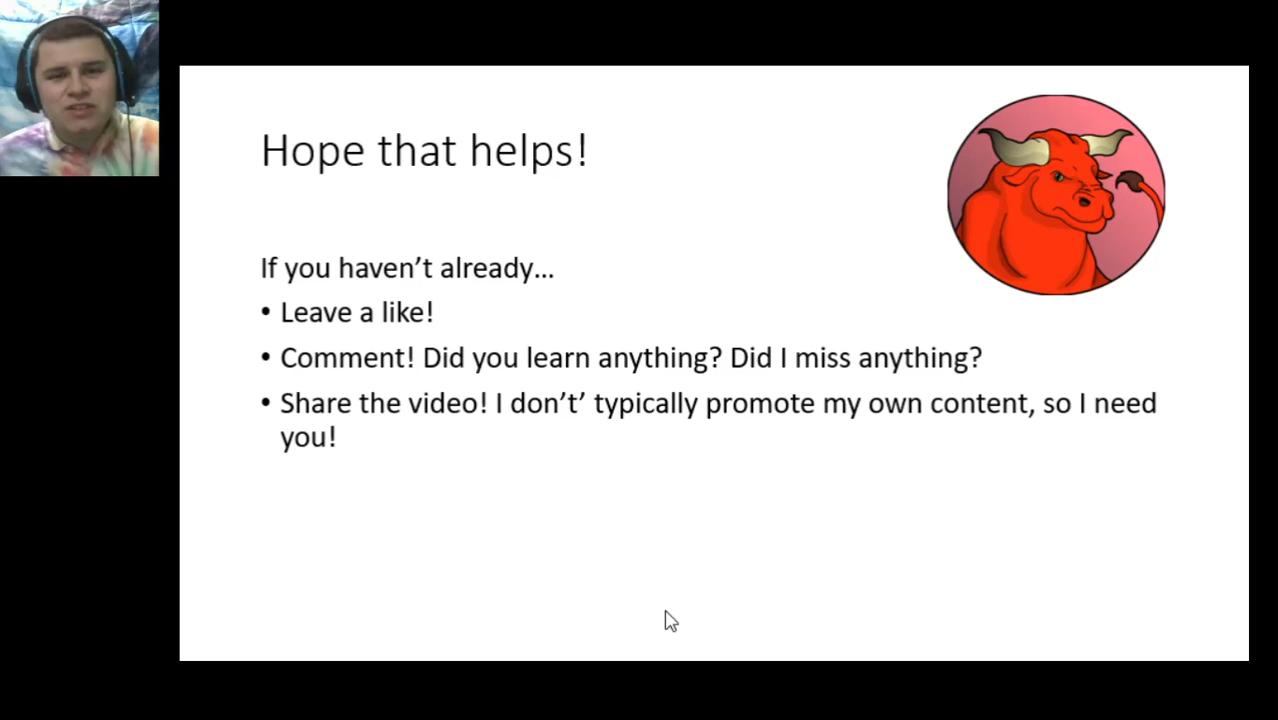 Hope that helps!
If you haven’t already…
• Leave a like!
• Comment! Did you learn anything? Did I miss anything?
• Share the video! I don’t’ typically promote my own content, so I need
you!